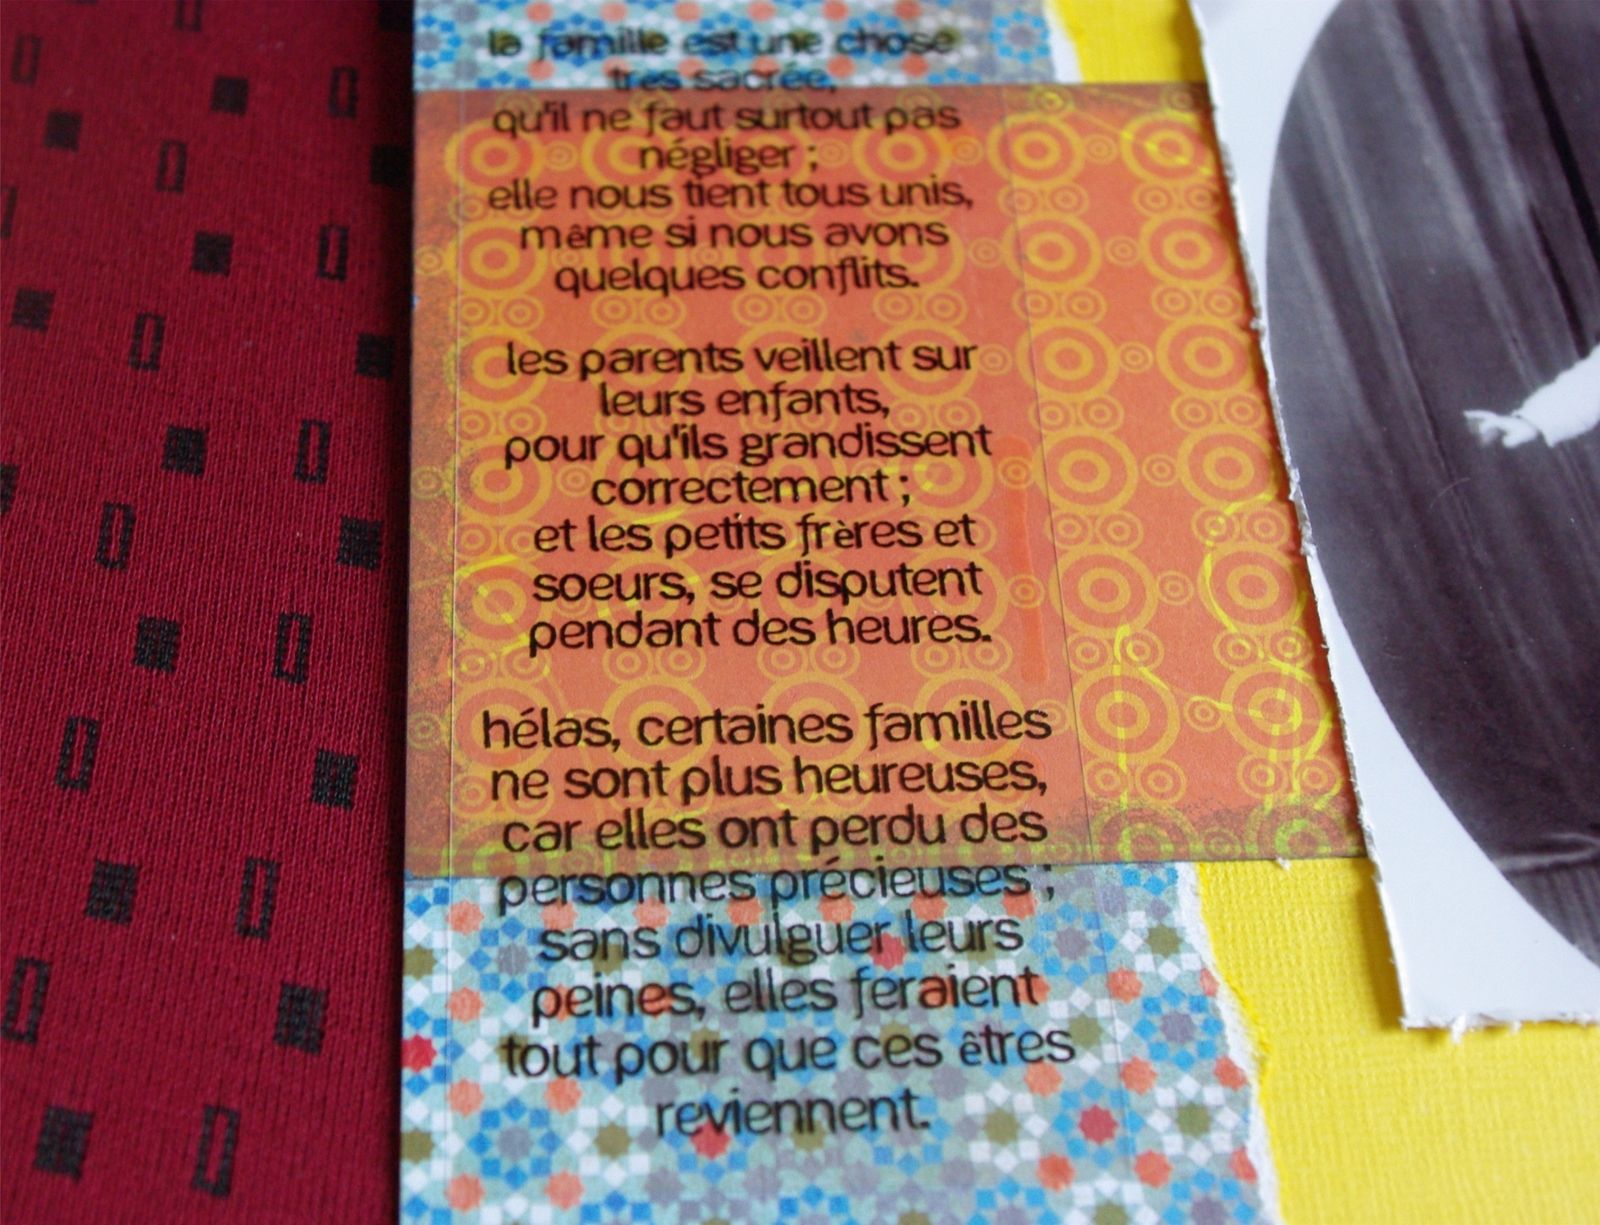 la famille est une chose
très sacrée,
qu'il ne faut surtout pas
négliger ;
elle nous tient tous unis,
même si nous avons
quelques conflits.
les parents veillent sur
leurs enfants,
pour qu'ils grandissent
correctement ;
et les petits frères et
soeurs, se disputent
pendant des heures.
hélas, certaines familles
ne sont plus heureuses,
car elles ont perdu des
personnes précieuses ;
sans divulguer leurs
peines, elles feraient
tout pour que ces êtres
reviennent.